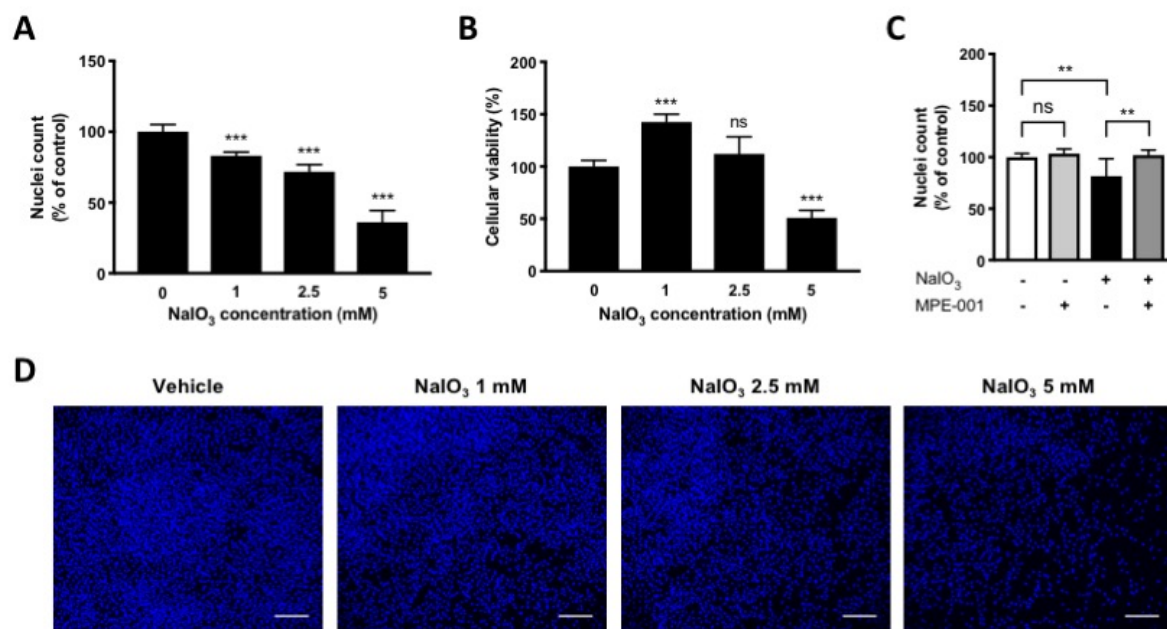 A
Nuclei count
(% of control)
150
100
50
0
***
***
***
0 1 2.5 5
NaIO₃ concentration (mM)
B
Cellular viability (%)
200
150
100
50
0
***
ns
***
0 1 2.5 5
NaIO₃ concentration (mM)
C
Nuclei count
(% of control)
200
150
100
50
0
**
ns
**
NaIO₃ - - + +
MPE-001 - + - +
D
Vehicle
NaIO₃ 1 mM
NaIO₃ 2.5 mM
NaIO₃ 5 mM